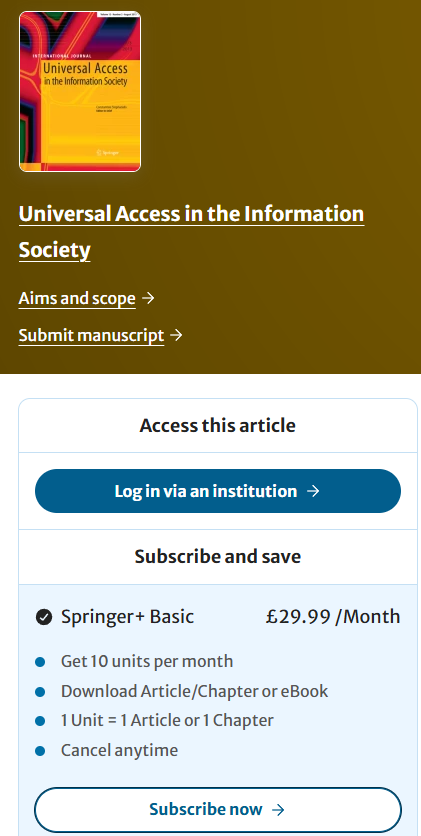 INTERNATIONAL JOURNAL
Universal Access
in the Information Society
Springer
Universal Access in the Information
Society
Aims and scope →
Submit manuscript →
Access this article
Log in via an institution →
Subscribe and save
Springer+ Basic £29.99 /Month
Get 10 units per month
Download Article/Chapter or eBook
1 Unit = 1 Article or 1 Chapter
Cancel anytime
Subscribe now →